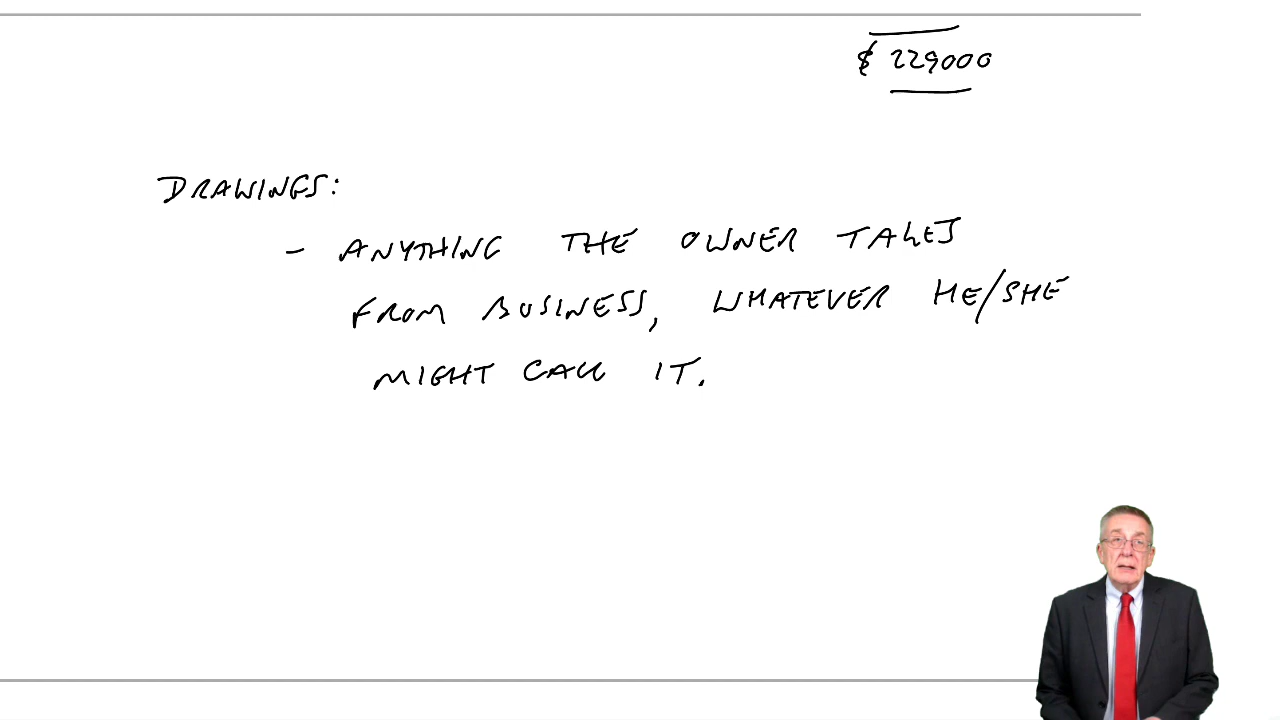 $ 229000
DRAWINGS:
- ANYTHING THE OWNER TAKES
FROM BUSINESS, WHATEVER HE/SHE
MIGHT CALL IT.